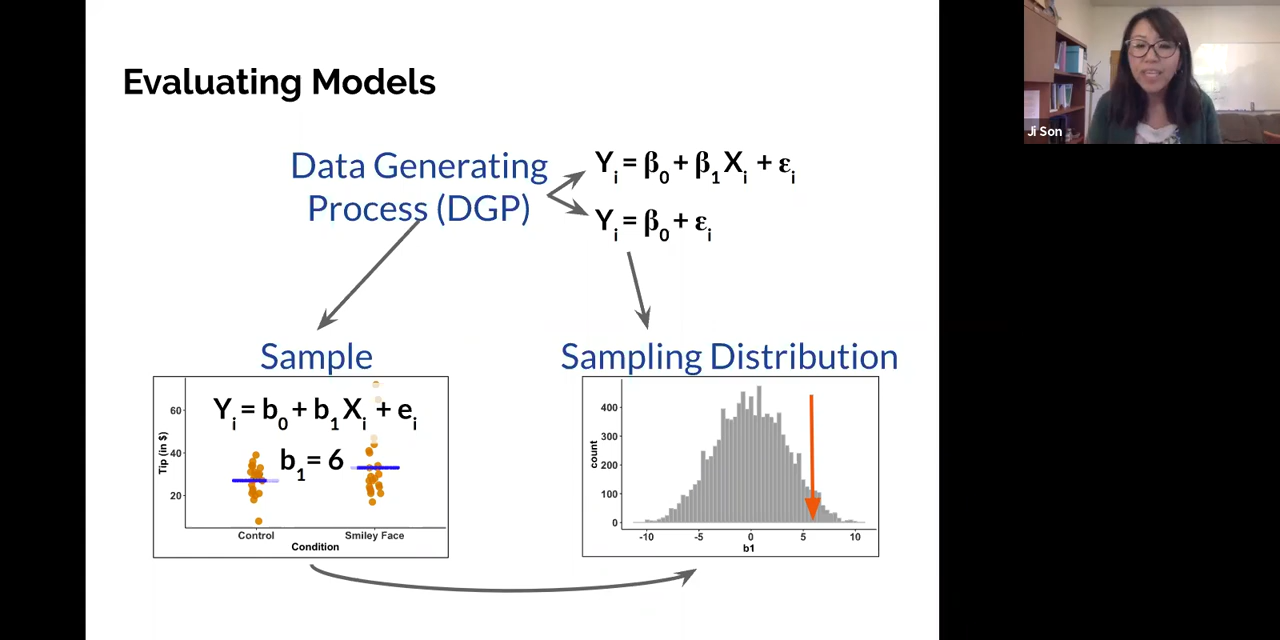 Evaluating Models
Data Generating
Process (DGP)
Yi = β0 + β1Xi + εi
Yi = β0 + εi
Sample
Sampling Distribution
Yi = b0 + b1Xi + ei
b1 = 6
Tip (in $)
60
40
20
Control
Smiley Face
Condition
count
400
300
200
100
0
-10
-5
0
5
10
b1
Ji Son